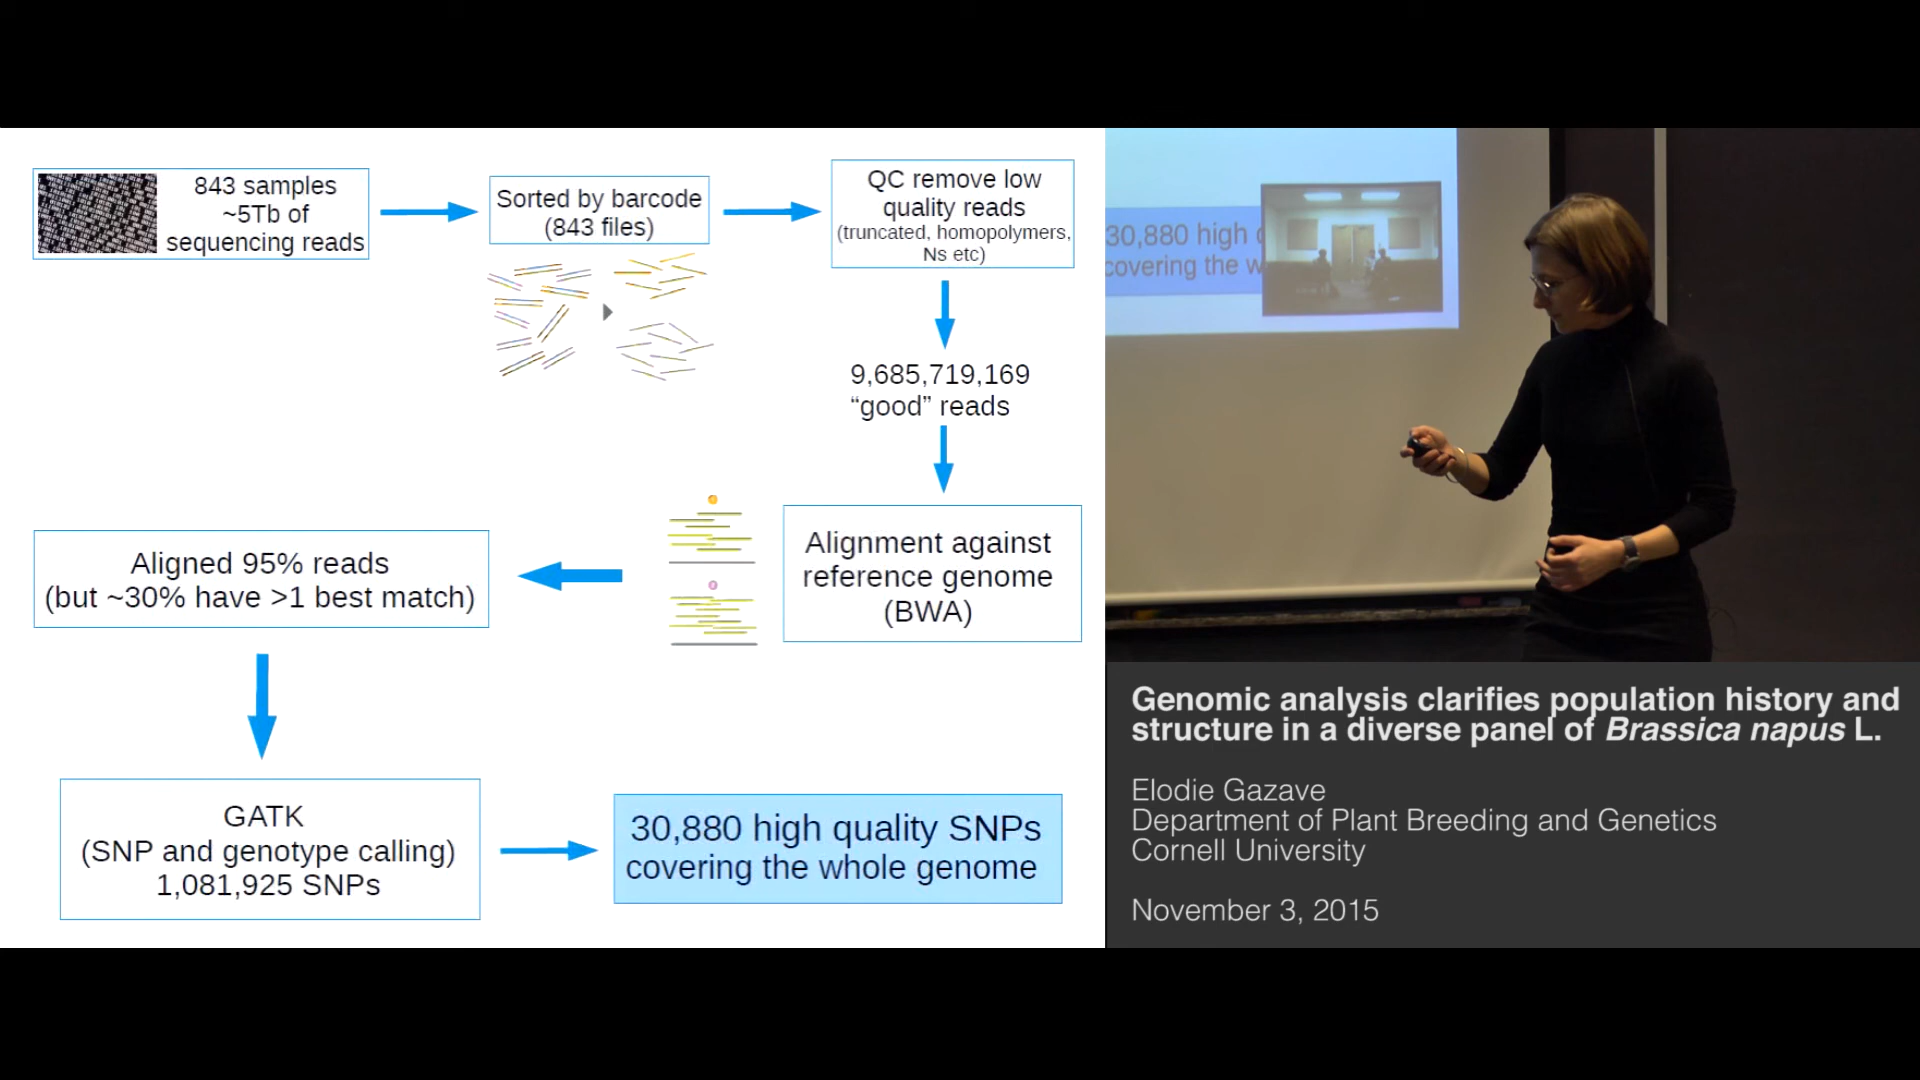 843 samples
~5Tb of
sequencing reads
Sorted by barcode
(843 files)
QC remove low
quality reads
(truncated, homopolymers,
Ns etc)
9,685,719,169
“good” reads
Alignment against
reference genome
(BWA)
Aligned 95% reads
(but ~30% have >1 best match)
GATK
(SNP and genotype calling)
1,081,925 SNPs
30,880 high quality SNPs
covering the whole genome
30,880 high
covering the w
Genomic analysis clarifies population history and
structure in a diverse panel of Brassica napus L.
Elodie Gazave
Department of Plant Breeding and Genetics
Cornell University
November 3, 2015